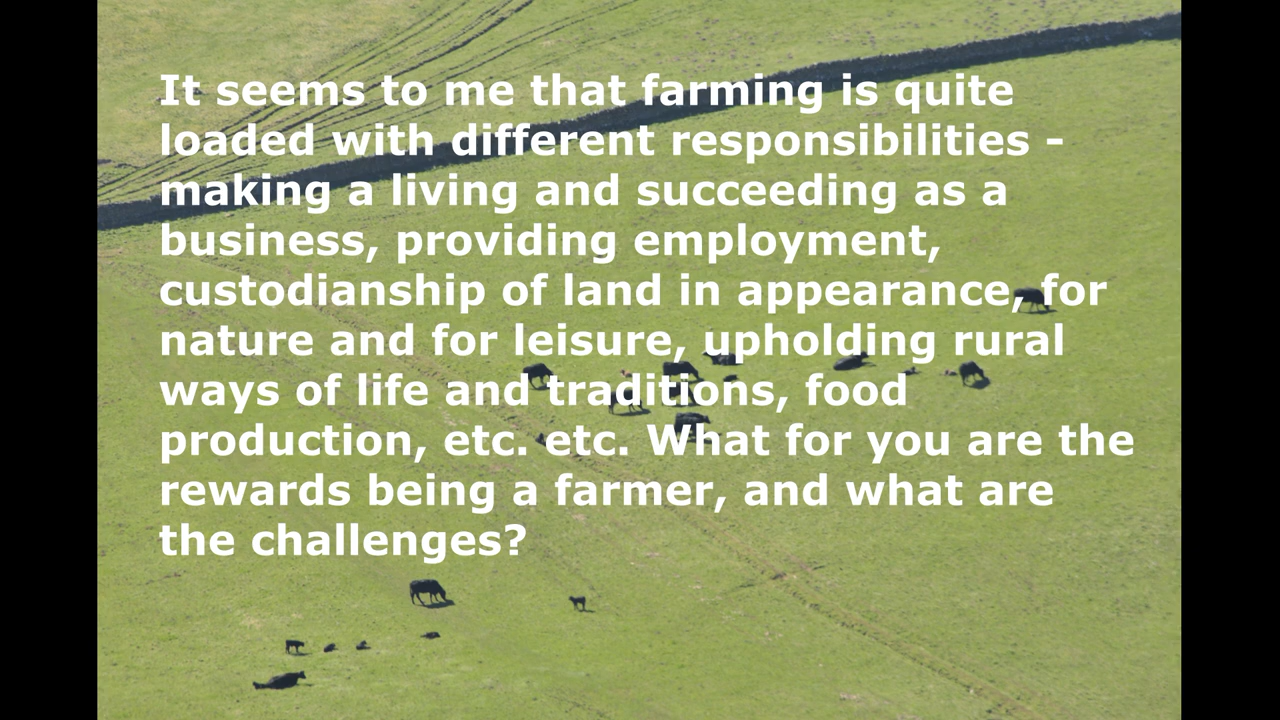 It seems to me that farming is quite
loaded with different responsibilities -
making a living and succeeding as a
business, providing employment,
custodianship of land in appearance, for
nature and for leisure, upholding rural
ways of life and traditions, food
production, etc. etc. What for you are the
rewards being a farmer, and what are
the challenges?